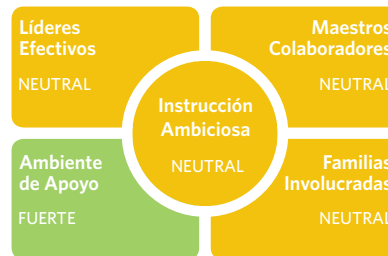 Líderes
Efectivos
NEUTRAL
Maestros
Colaboradores
NEUTRAL
Instrucción
Ambiciosa
NEUTRAL
Ambiente
de Apoyo
FUERTE
Familias
Involucradas
NEUTRAL